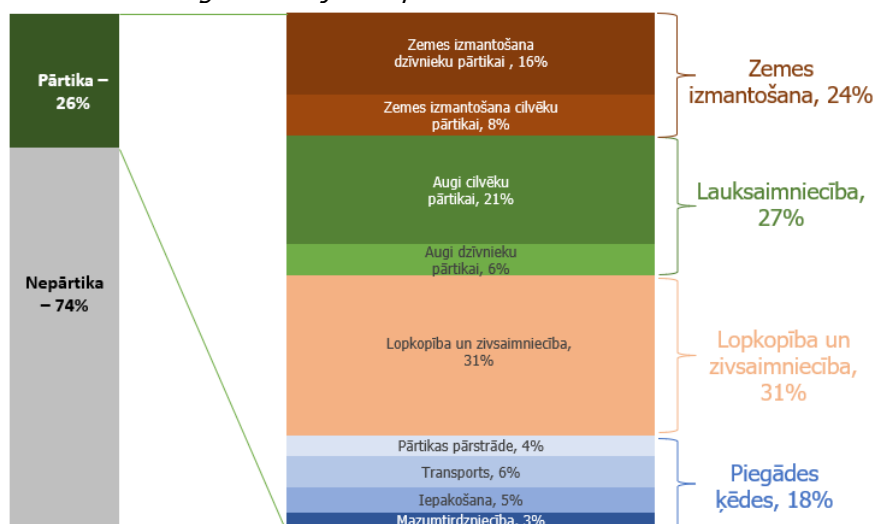 Pārtika –
26%
Nepārtika
– 74%
Zemes izmantošana
dzīvnieku pārtikai , 16%
Zemes izmantošana cilvēku
pārtikai, 8%
Augi cilvēku
pārtikai, 21%
Augi dzīvnieku
pārtikai, 6%
Lopkopība un zivsaimniecība,
31%
Pārtikas pārstrāde, 4%
Transports, 6%
Iepakošana, 5%
Mazumtirdzniecība, 3%
Zemes
izmantošana, 24%
Lauksaimniecība,
27%
Lopkopība un
zivsaimniecība,
31%
Piegādes
ķēdes, 18%